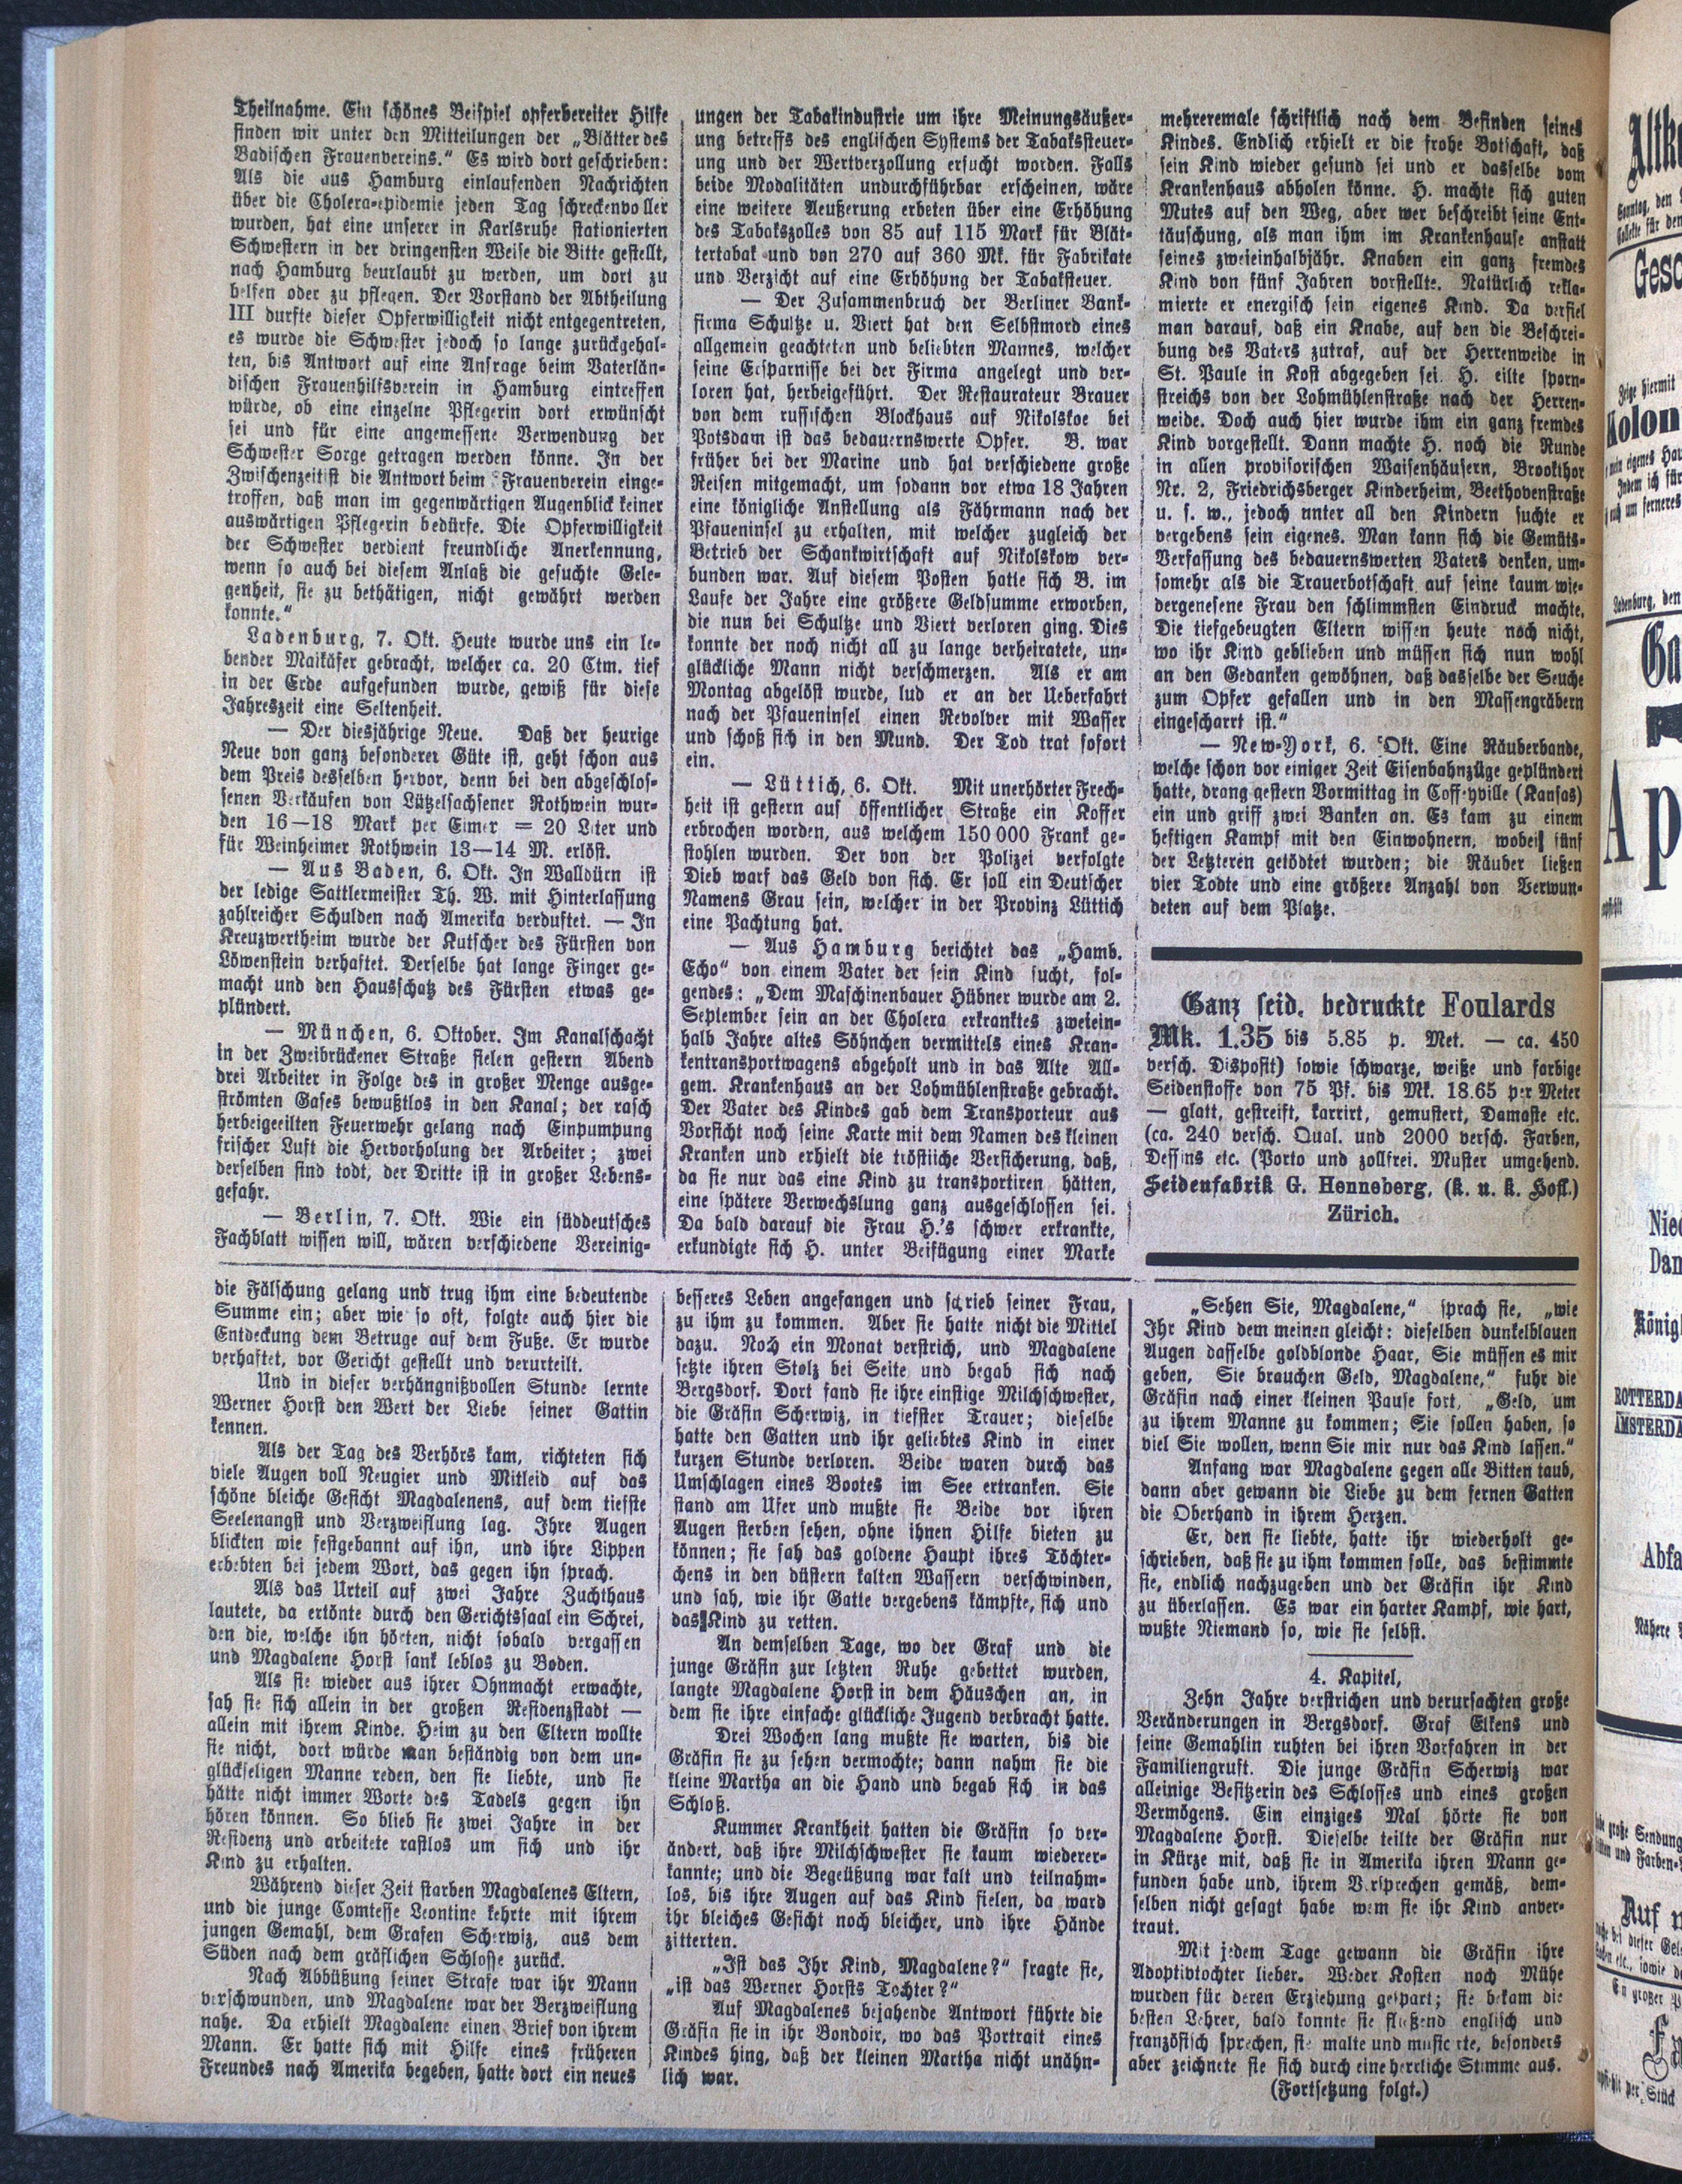 Theilnahme. Ein schönes Beispiel opferbereiter Hilfe
finden wir unter den Mitteilungen der „Blätter des
Badischen Frauenvereins.“ Es wird dort geschrieben:
Als die aus Hamburg einlaufenden Nachrichten
über die Cholera-epidemie jeden Tag schreckenvoller
wurden, hat eine unserer in Karlsruhe stationierten
Schwestern in der dringensten Weise die Bitte gestellt,
nach Hamburg beurlaubt zu werden, um dort zu
helfen oder zu pflegen. Der Vorstand der Abtheilung
III durfte dieser Opferwilligkeit nicht entgegentreten,
es wurde die Schwester jedoch so lange zurückgehal-
ten, bis Antwort auf eine Anfrage beim Vaterlän-
dischen Frauenhilfsverein in Hamburg eintreffen
würde, ob eine einzelne Pflegerin dort erwünscht
sei und für eine angemessene Verwendung der
Schwester Sorge getragen werden könne. In der
Zwischenzeit ist die Antwort beim Frauenverein einge-
troffen, daß man im gegenwärtigen Augenblick keiner
auswärtigen Pflegerin bedürfe. Die Opferwilligkeit
der Schwester verdient freundliche Anerkennung,
wenn so auch bei diesem Anlaß die gesuchte Gele-
genheit, sie zu bethätigen, nicht gewährt werden
konnte.“
Ladenburg, 7. Okt. Heute wurde uns ein le-
bender Maikäfer gebracht, welcher ca. 20 Ctm. tief
in der Erde aufgefunden wurde, gewiß für diese
Jahreszeit eine Seltenheit.
— Der diesjährige Neue. Daß der heurige
Neue von ganz besonderer Güte ist, geht schon aus
dem Preis desselben hervor, denn bei den abgeschlos-
senen Verkäufen von Lützelsachsener Rothwein wur-
den 16—18 Mark per Eimer = 20 Liter und
für Weinheimer Rothwein 13—14 M. erlöst.
— Aus Baden, 6. Okt. In Walldürn ist
der ledige Sattlermeister Th. W. mit Hinterlassung
zahlreicher Schulden nach Amerika verduftet. — In
Kreuzwertheim wurde der Kutscher des Fürsten von
Löwenstein verhaftet. Derselbe hat lange Finger ge-
macht und den Hausschatz des Fürsten etwas ge-
plündert.
— München, 6. Oktober. Im Kanalschacht
in der Zweibrückener Straße fielen gestern Abend
drei Arbeiter in Folge des in großer Menge ausge-
strömten Gases bewußtlos in den Kanal; der rasch
herbeigeeilten Feuerwehr gelang nach Einpumpung
frischer Luft die Hervorholung der Arbeiter; zwei
derselben sind todt, der Dritte ist in großer Lebens-
gefahr.
— Berlin, 7. Okt. Wie ein süddeutsches
Fachblatt wissen will, wären verschiedene Vereinig-
ungen der Tabakindustrie um ihre Meinungsäußer-
ung betreffs des englischen Systems der Tabaksteuer-
ung und der Wertverzollung ersucht worden. Falls
beide Modalitäten undurchführbar erscheinen, wäre
eine weitere Aeußerung erbeten über eine Erhöhung
des Tabakszolles von 85 auf 115 Mark für Blät-
tertabak und von 270 auf 360 Mk. für Fabrikate
und Verzicht auf eine Erhöhung der Tabaksteuer.
— Der Zusammenbruch der Berliner Bank-
firma Schultze u. Viert hat den Selbstmord eines
allgemein geachteten und beliebten Mannes, welcher
seine Ersparnisse bei der Firma angelegt und ver-
loren hat, herbeigeführt. Der Restaurateur Brauer
von dem russischen Blockhaus auf Nikolskoe bei
Potsdam ist das bedauernswerte Opfer. B. war
früher bei der Marine und hat verschiedene große
Reisen mitgemacht, um sodann vor etwa 18 Jahren
eine königliche Anstellung als Fährmann nach der
Pfaueninsel zu erhalten, mit welcher zugleich der
Betrieb der Schankwirtschaft auf Nikolskow ver-
bunden war. Auf diesem Posten hatte sich B. im
Laufe der Jahre eine größere Geldsumme erworben,
die nun bei Schultze und Viert verloren ging. Dies
konnte der noch nicht all zu lange verheiratete, un-
glückliche Mann nicht verschmerzen. Als er am
Montag abgelöst wurde, lud er an der Ueberfahrt
nach der Pfaueninsel einen Revolver mit Wasser
und schoß sich in den Mund. Der Tod trat sofort
ein.
— Lüttich, 6. Okt. Mit unerhörter Frech-
heit ist gestern auf öffentlicher Straße ein Koffer
erbrochen worden, aus welchem 150 000 Frank ge-
stohlen wurden. Der von der Polizei verfolgte
Dieb warf das Geld von sich. Er soll ein Deutscher
Namens Grau sein, welcher in der Provinz Lüttich
eine Pachtung hat.
— Aus Hamburg berichtet das „Hamb.
Echo“ von einem Vater der sein Kind sucht, fol-
gendes: „Dem Maschinenbauer Hübner wurde am 2.
September sein an der Cholera erkranktes zweiein-
halb Jahre altes Söhnchen vermittels eines Kran-
kentransportwagens abgeholt und in das Alte All-
gem. Krankenhaus an der Lohmühlenstraße gebracht.
Der Vater des Kindes gab dem Transporteur aus
Vorsicht noch seine Karte mit dem Namen des kleinen
Kranken und erhielt die tröstliche Versicherung, daß,
da sie nur das eine Kind zu transportiren hätten,
eine spätere Verwechslung ganz ausgeschlossen sei.
Da bald darauf die Frau H.'s schwer erkrankte,
erkundigte sich H. unter Beifügung einer Marke
mehreremale schriftlich nach dem Befinden seines
Kindes. Endlich erhielt er die frohe Botschaft, daß
sein Kind wieder gesund sei und er dasselbe vom
Krankenhaus abholen könne. H. machte sich guten
Mutes auf den Weg, aber wer beschreibt seine Ent-
täuschung, als man ihm im Krankenhause anstatt
seines zweieinhalbjähr. Knaben ein ganz fremdes
Kind von fünf Jahren vorstellte. Natürlich rekla-
mierte er energisch sein eigenes Kind. Da verfiel
man darauf, daß ein Knabe, auf den die Beschrei-
bung des Vaters zutraf, auf der Herrenweide in
St. Paule in Kost abgegeben sei. H. eilte sporn-
streichs von der Lohmühlenstraße nach der Herren-
weide. Doch auch hier wurde ihm ein ganz fremdes
Kind vorgestellt. Dann machte H. noch die Runde
in allen provisorischen Waisenhäusern, Brookthor
Nr. 2, Friedrichsberger Kinderheim, Beethovenstraße
u. s. w., jedoch unter all den Kindern suchte er
vergebens sein eigenes. Man kann sich die Gemüts-
Verfassung des bedauernswerten Vaters denken, um-
somehr als die Trauerbotschaft auf seine kaum wie-
dergenesene Frau den schlimmsten Eindruck machte.
Die tiefgebeugten Eltern wissen heute noch nicht,
wo ihr Kind geblieben und müssen sich nun wohl
an den Gedanken gewöhnen, daß dasselbe der Seuche
zum Opfer gefallen und in den Massengräbern
eingescharrt ist.“
— New-York, 6. Okt. Eine Räuberbande,
welche schon vor einiger Zeit Eisenbahnzüge geplündert
hatte, drang gestern Vormittag in Coffeyville (Kansas)
ein und griff zwei Banken an. Es kam zu einem
heftigen Kampf mit den Einwohnern, wobei fünf
der Letzteren getödtet wurden; die Räuber ließen
vier Todte und eine größere Anzahl von Verwun-
deten auf dem Platze.
Ganz seid. bedruckte Foulards
Mk. 1.35 bis 5.85 p. Met. — ca. 450
versch. Disposit) sowie schwarze, weiße und farbige
Seidenstoffe von 75 Pf. bis Mk. 18.65 per Meter
— glatt, gestreift, karrirt, gemustert, Damaste etc.
(ca. 240 versch. Qual. und 2000 versch. Farben,
Dessins etc. (Porto und zollfrei. Muster umgehend.
Seidenfabrik G. Henneberg, (k. u. k. Hofl.)
Zürich.
die Fälschung gelang und trug ihm eine bedeutende
Summe ein; aber wie so oft, folgte auch hier die
Entdeckung dem Betruge auf dem Fuße. Er wurde
verhaftet, vor Gericht gestellt und verurteilt.
Und in dieser verhängnißvollen Stunde lernte
Werner Horst den Wert der Liebe seiner Gattin
kennen.
Als der Tag des Verhörs kam, richteten sich
viele Augen voll Neugier und Mitleid auf das
schöne bleiche Gesicht Magdalenens, auf dem tiefste
Seelenangst und Verzweiflung lag. Ihre Augen
blickten wie festgebannt auf ihn, und ihre Lippen
erbebten bei jedem Wort, das gegen ihn sprach.
Als das Urteil auf zwei Jahre Zuchthaus
lautete, da ertönte durch den Gerichtssaal ein Schrei,
den die, welche ihn hörten, nicht sobald vergassen
und Magdalene Horst sank leblos zu Boden.
Als sie wieder aus ihrer Ohnmacht erwachte,
sah sie sich allein in der großen Residenzstadt —
allein mit ihrem Kinde. Heim zu den Eltern wollte
sie nicht, dort würde man beständig von dem un-
glückseligen Manne reden, den sie liebte, und sie
hätte nicht immer Worte des Tadels gegen ihn
hören können. So blieb sie zwei Jahre in der
Residenz und arbeitete rastlos um sich und ihr
Kind zu erhalten.
Während dieser Zeit starben Magdalenes Eltern,
und die junge Comtesse Leontine kehrte mit ihrem
jungen Gemahl, dem Grafen Scherwiz, aus dem
Süden nach dem gräflichen Schlosse zurück.
Nach Abbüßung seiner Strafe war ihr Mann
verschwunden, und Magdalene war der Verzweiflung
nahe. Da erhielt Magdalene einen Brief von ihrem
Mann. Er hatte sich mit Hilfe eines früheren
Freundes nach Amerika begeben, hatte dort ein neues
besseres Leben angefangen und schrieb seiner Frau,
zu ihm zu kommen. Aber sie hatte nicht die Mittel
dazu. Noch ein Monat verstrich, und Magdalene
setzte ihren Stolz bei Seite und begab sich nach
Bergsdorf. Dort fand sie ihre einstige Milchschwester,
die Gräfin Scherwiz, in tiefster Trauer; dieselbe
hatte den Gatten und ihr geliebtes Kind in einer
kurzen Stunde verloren. Beide waren durch das
Umschlagen eines Bootes im See ertranken. Sie
stand am Ufer und mußte sie Beide vor ihren
Augen sterben sehen, ohne ihnen Hilfe bieten zu
können; sie sah das goldene Haupt ihres Töchter-
chens in den düstern kalten Wassern verschwinden,
und sah, wie ihr Gatte vergebens kämpfte, sich und
das Kind zu retten.
An demselben Tage, wo der Graf und die
junge Gräfin zur letzten Ruhe gebettet wurden,
langte Magdalene Horst in dem Häuschen an, in
dem sie ihre einfache glückliche Jugend verbracht hatte.
Drei Wochen lang mußte sie warten, bis die
Gräfin sie zu sehen vermochte; dann nahm sie die
kleine Martha an die Hand und begab sich in das
Schloß.
Kummer Krankheit hatten die Gräfin so ver-
ändert, daß ihre Milchschwester sie kaum wiederer-
kannte; und die Begeüßung war kalt und teilnahm-
los, bis ihre Augen auf das Kind fielen, da ward
ihr bleiches Gesicht noch bleicher, und ihre Hände
zitterten.
„Ist das Ihr Kind, Magdalene?“ fragte sie,
„ist das Werner Horsts Tochter?“
Auf Magdalenes bejahende Antwort führte die
Gräfin sie in ihr Bondoir, wo das Portrait eines
Kindes hing, daß der kleinen Martha nicht unähn-
lich war.
„Sehen Sie, Magdalene,“ sprach sie, „wie
Ihr Kind dem meinen gleicht: dieselben dunkelblauen
Augen dasselbe goldblonde Haar, Sie müssen es mir
geben, Sie brauchen Geld, Magdalene,“ fuhr die
Gräfin nach einer kleinen Pause fort, „Geld, um
zu ihrem Manne zu kommen; Sie sollen haben, so
viel Sie wollen, wenn Sie mir nur das Kind lassen.“
Anfang war Magdalene gegen alle Bitten taub,
dann aber gewann die Liebe zu dem fernen Gatten
die Oberhand in ihrem Herzen.
Er, den sie liebte, hatte ihr wiederholt ge-
schrieben, daß sie zu ihm kommen solle, das bestimmte
sie, endlich nachzugeben und der Gräfin ihr Kind
zu überlassen. Es war ein harter Kampf, wie hart,
wußte Niemand so, wie sie selbst.
4. Kapitel,
Zehn Jahre verstrichen und verursachten große
Veränderungen in Bergsdorf. Graf Elkens und
seine Gemahlin ruhten bei ihren Vorfahren in der
Familiengruft. Die junge Gräfin Scherwiz war
alleinige Besitzerin des Schlosses und eines großen
Vermögens. Ein einziges Mal hörte sie von
Magdalene Horst. Dieselbe teilte der Gräfin nur
in Kürze mit, daß sie in Amerika ihren Mann ge-
funden habe und, ihrem Versprechen gemäß, dem-
selben nicht gesagt habe wem sie ihr Kind anver-
traut.
Mit jedem Tage gewann die Gräfin ihre
Adoptivtochter lieber. Weder Kosten noch Mühe
wurden für deren Erziehung gespart; sie bekam die
besten Lehrer, bald konnte sie fließend englisch und
französisch sprechen, sie malte und musicirte, besonders
aber zeichnete sie sich durch eine herrliche Stimme aus.
(Fortsetzung folgt.)
Altk
Sonntag, den
Kollekte für den
Gesc
Zeige hiermit
Kolon
mein eigenes Hau
Indem ich für
auch um ferneres
Ladenburg, den
Ga
Ap
Nied
Dam
Königl
ROTTERDA
AMSTERDA
Abfa
Nähere
große Sendung
und Farben-
Auf
bei dieser Gel
etc., sowie
Ein großer
Fa
per Stück